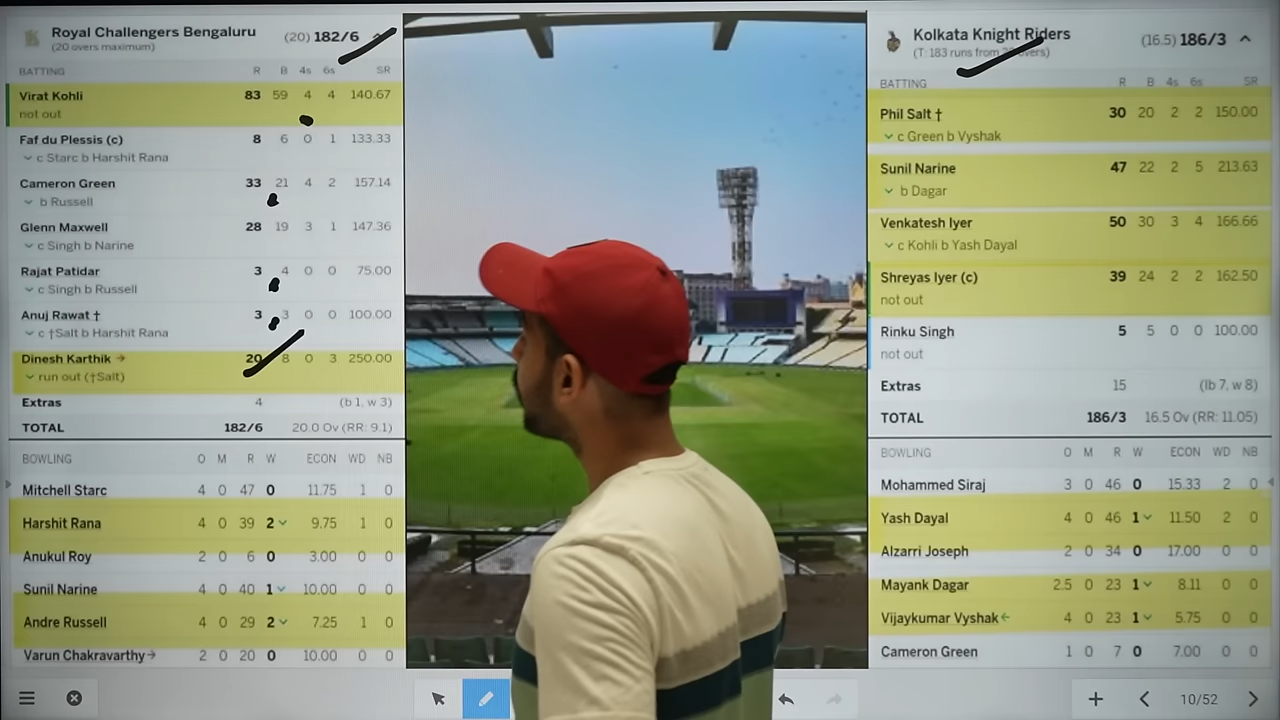 Royal Challengers Bengaluru (20) 182/6
(20 overs maximum)
BATTING R B 4s 6s SR
Virat Kohli 83 59 4 4 140.67
not out
Faf du Plessis (c) 8 6 0 1 133.33
c Starc b Harshit Rana
Cameron Green 33 21 4 2 157.14
b Russell
Glenn Maxwell 28 19 3 1 147.36
c Singh b Narine
Rajat Patidar 3 4 0 0 75.00
c Singh b Russell
Anuj Rawat † 3 3 0 0 100.00
c †Salt b Harshit Rana
Dinesh Karthik → 20 8 0 3 250.00
run out (†Salt)
Extras 4 (b 1, w 3)
TOTAL 182/6 20.0 Ov (RR: 9.1)
BOWLING O M R W ECON WD NB
Mitchell Starc 4 0 47 0 11.75 1 0
Harshit Rana 4 0 39 2 9.75 1 0
Anukul Roy 2 0 6 0 3.00 0 0
Sunil Narine 4 0 40 1 10.00 0 0
Andre Russell 4 0 29 2 7.25 1 0
Varun Chakravarthy→ 2 0 20 0 10.00 0 0
Kolkata Knight Riders (16.5) 186/3
(T: 183 runs from overs)
BATTING R B 4s 6s SR
Phil Salt † 30 20 2 2 150.00
c Green b Vyshak
Sunil Narine 47 22 2 5 213.63
b Dagar
Venkatesh Iyer 50 30 3 4 166.66
c Kohli b Yash Dayal
Shreyas Iyer (c) 39 24 2 2 162.50
not out
Rinku Singh 5 5 0 0 100.00
not out
Extras 15 (lb 7, w 8)
TOTAL 186/3 16.5 Ov (RR: 11.05)
BOWLING O M R W ECON WD NB
Mohammed Siraj 3 0 46 0 15.33 2 0
Yash Dayal 4 0 46 1 11.50 2 0
Alzarri Joseph 2 0 34 0 17.00 0 0
Mayank Dagar 2.5 0 23 1 8.11 0 0
Vijaykumar Vyshak← 4 0 23 1 5.75 0 0
Cameron Green 1 0 7 0 7.00 0 0
10/52